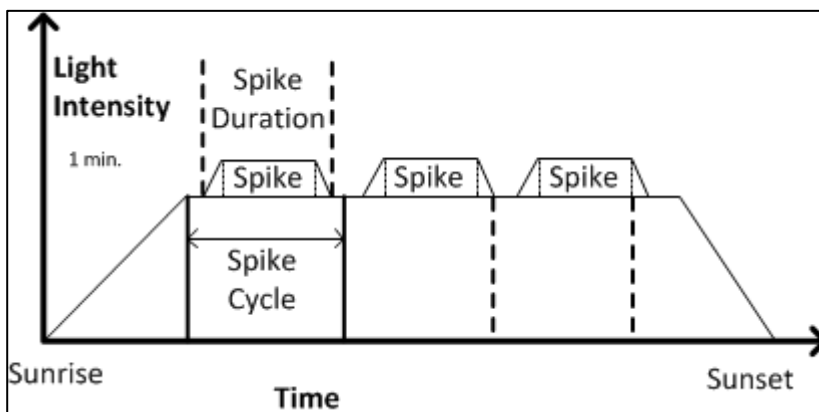 Light
Intensity
Spike
Duration
1 min.
Spike
Spike
Spike
Spike
Cycle
Sunrise
Time
Sunset